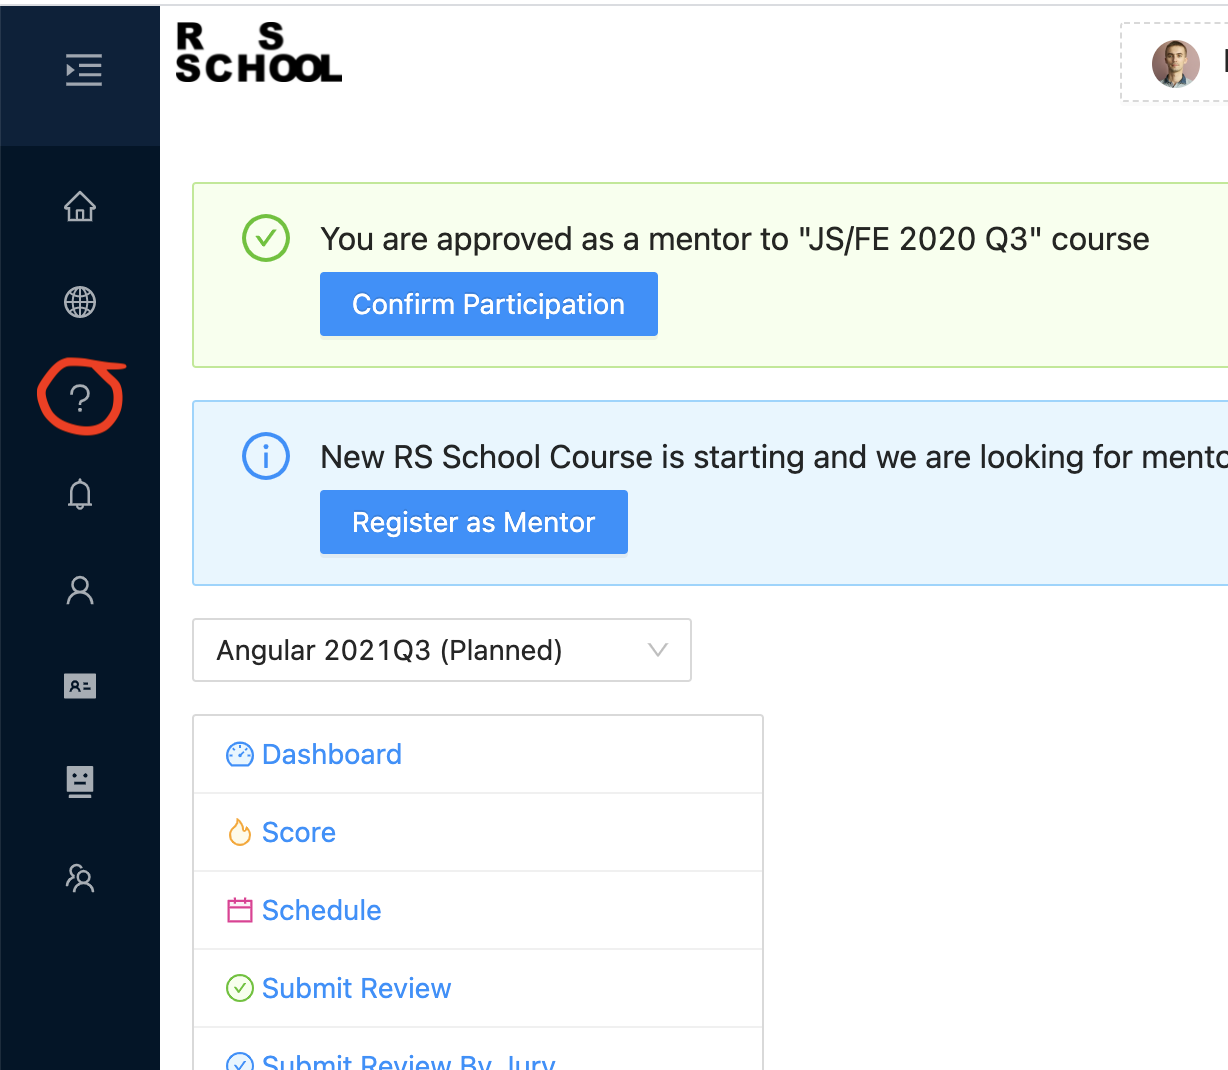 R S
SCHOOL
You are approved as a mentor to "JS/FE 2020 Q3" course
Confirm Participation
?
New RS School Course is starting and we are looking for
Register as Mentor
Angular 2021Q3 (Planned)
Dashboard
Score
Schedule
Submit Review
Submit Review By Jury